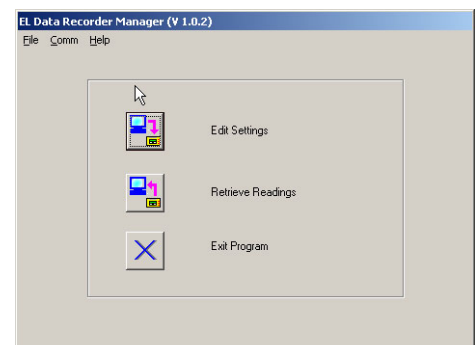 EL Data Recorder Manager (V 1.0.2)
File Comm Help
Edit Settings
Retrieve Readings
Exit Program